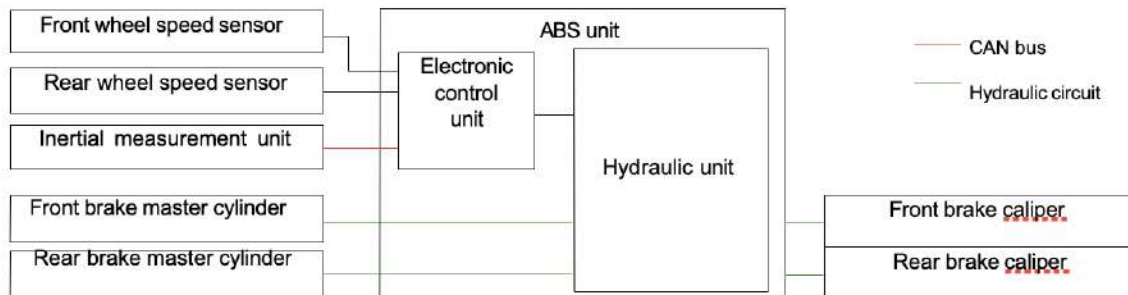 Front wheel speed sensor
Rear wheel speed sensor
Inertial measurement unit
Front brake master cylinder
Rear brake master cylinder
ABS unit
Electronic
control
unit
Hydraulic unit
CAN bus
Hydraulic circuit
Front brake caliper
Rear brake caliper